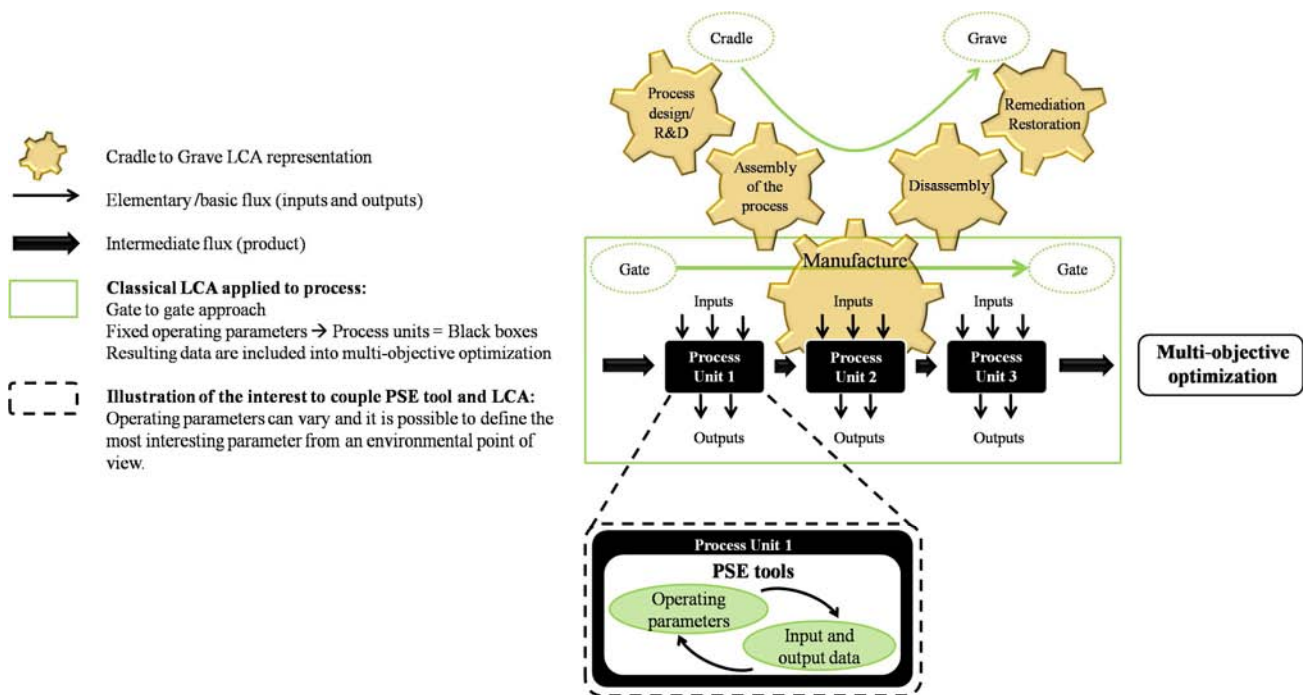 Cradle to Grave LCA representation
Elementary /basic flux (inputs and outputs)
Intermediate flux (product)
Classical LCA applied to process:
Gate to gate approach
Fixed operating parameters → Process units = Black boxes
Resulting data are included into multi-objective optimization
Illustration of the interest to couple PSE tool and LCA:
Operating parameters can vary and it is possible to define the
most interesting parameter from an environmental point of
view.
Cradle
Grave
Process
design/
R&D
Remediation
Restoration
Assembly
of the
process
Disassembly
Manufacture
Gate
Gate
Inputs
Inputs
Inputs
Process
Unit 1
Process
Unit 2
Process
Unit 3
Outputs
Outputs
Outputs
Multi-objective
optimization
Process Unit 1
PSE tools
Operating
parameters
Input and
output data